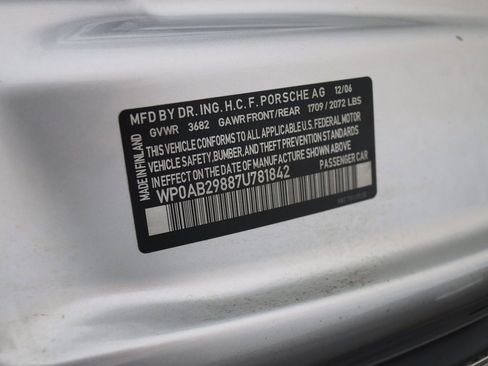 MFD BY DR. ING. H.C. F. PORSCHE AG 12/06
GVWR 3682 GAWR FRONT/REAR 1709 / 2072 LBS
THIS VEHICLE CONFORMS TO ALL APPLICABLE U.S. FEDERAL MOTOR
VEHICLE SAFETY, BUMBER, AND THEFT PREVENTION STANDARDS
IN EFFECT ON THE DATE OF MANUFACTURE SHOWN ABOVE.
WP0AB29887U781842 PASSENGER CAR
MADE IN FINLAND